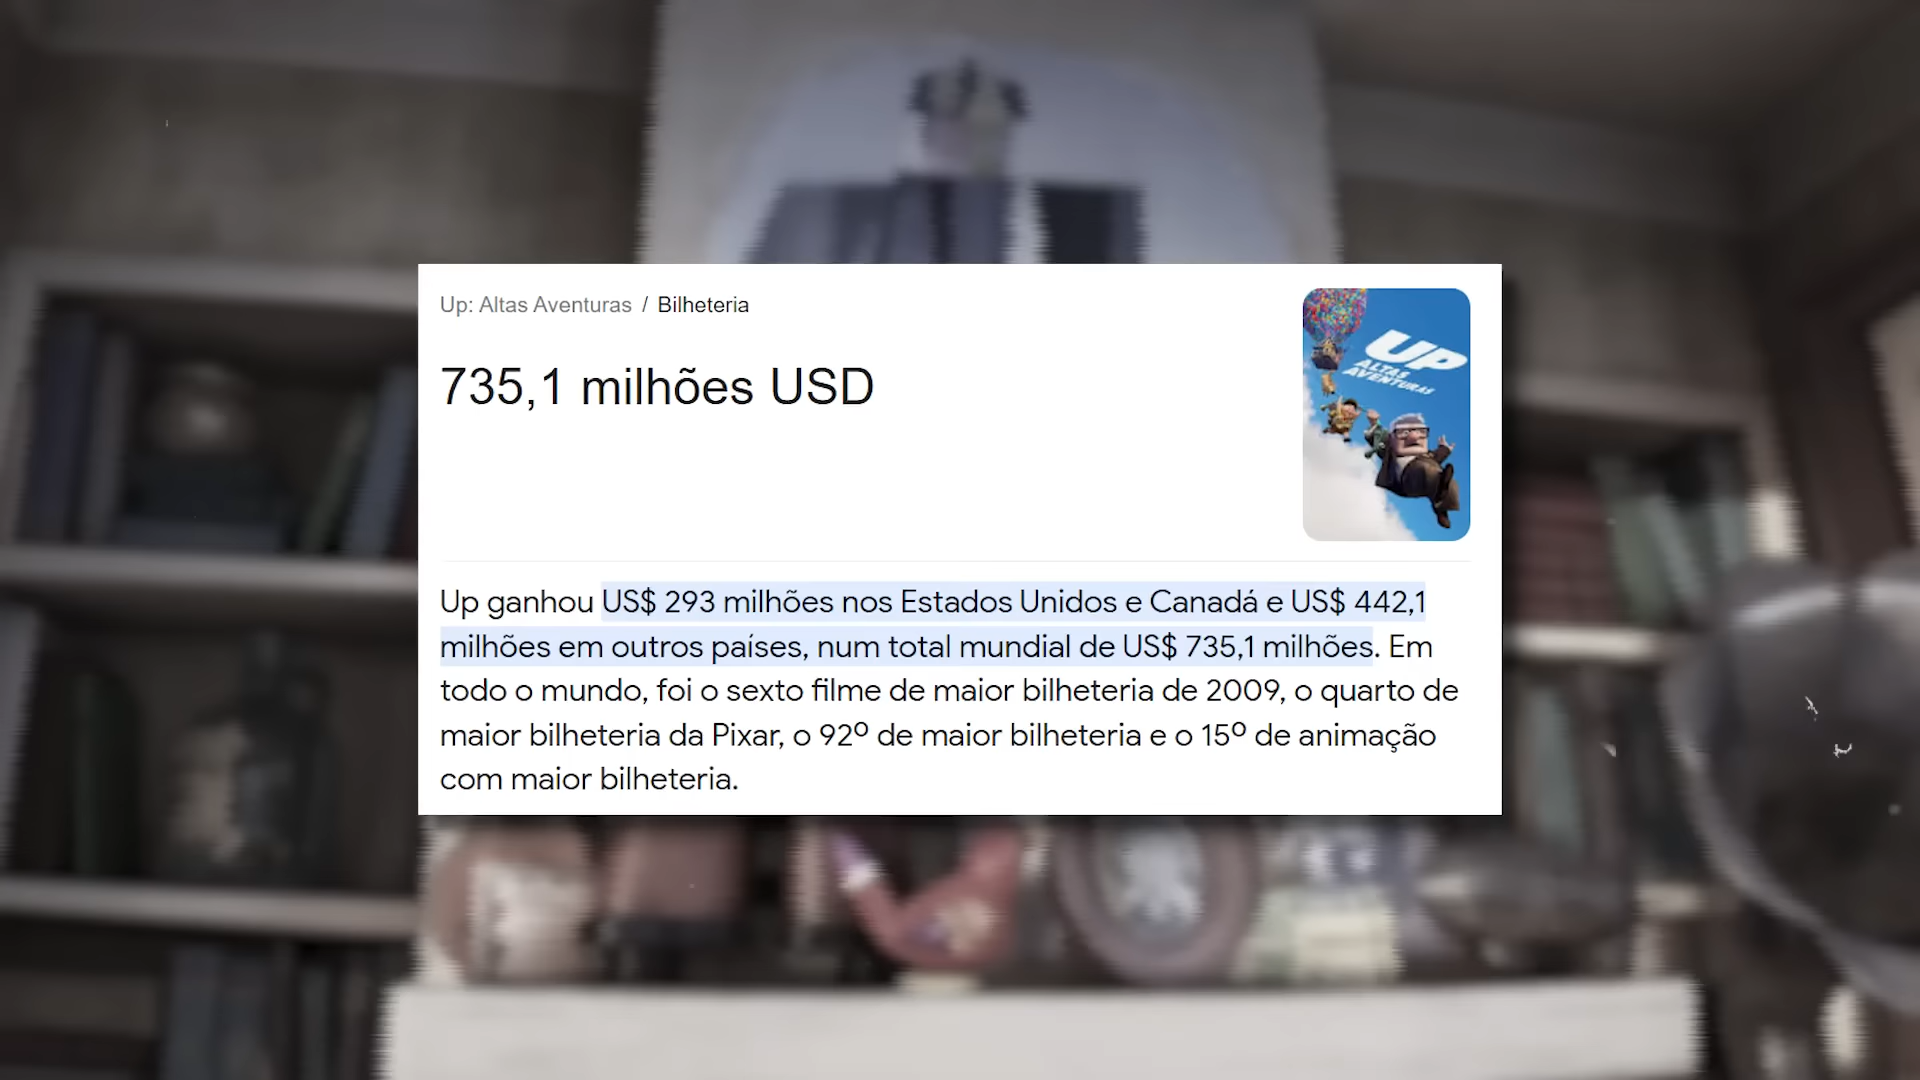 Up: Altas Aventuras / Bilheteria
735,1 milhões USD
UP
ALTAS
AVENTURAS
Up ganhou US$ 293 milhões nos Estados Unidos e Canadá e US$ 442,1
milhões em outros países, num total mundial de US$ 735,1 milhões. Em
todo o mundo, foi o sexto filme de maior bilheteria de 2009, o quarto de
maior bilheteria da Pixar, o 92º de maior bilheteria e o 15º de animação
com maior bilheteria.